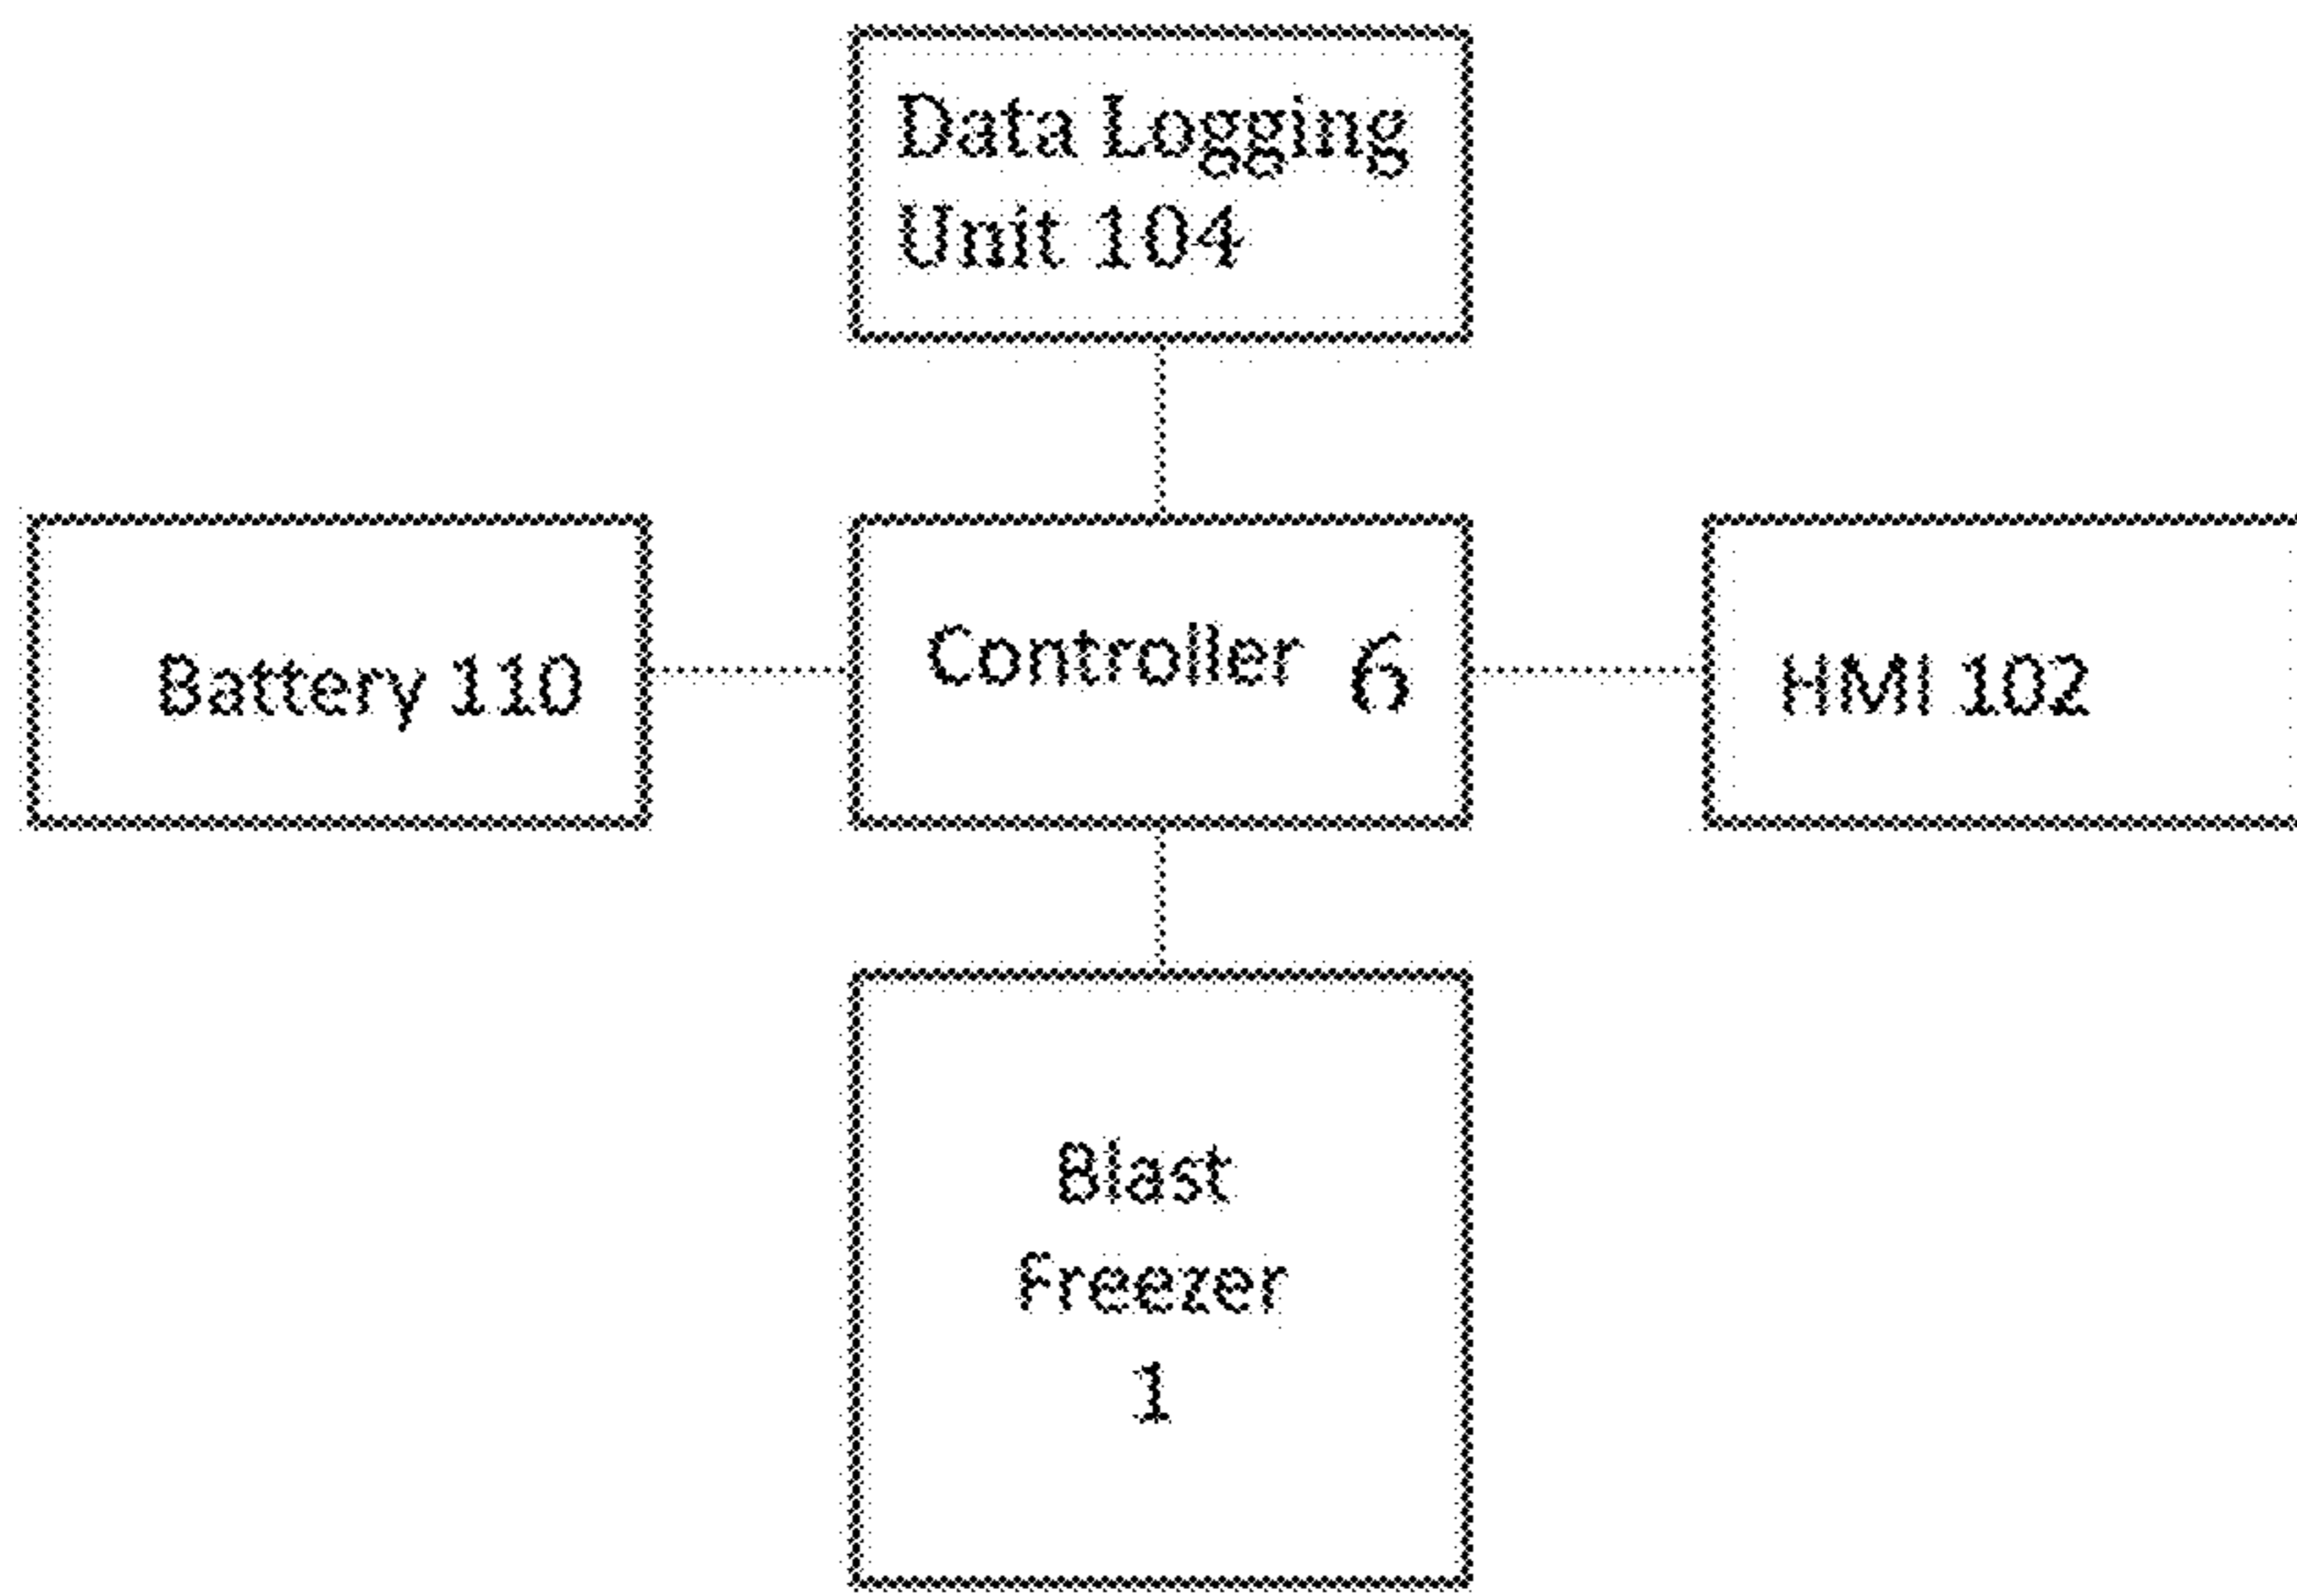 Data Logging
Unit 104
Battery 110
Controller 6
HMI 102
Blast
Freezer
1